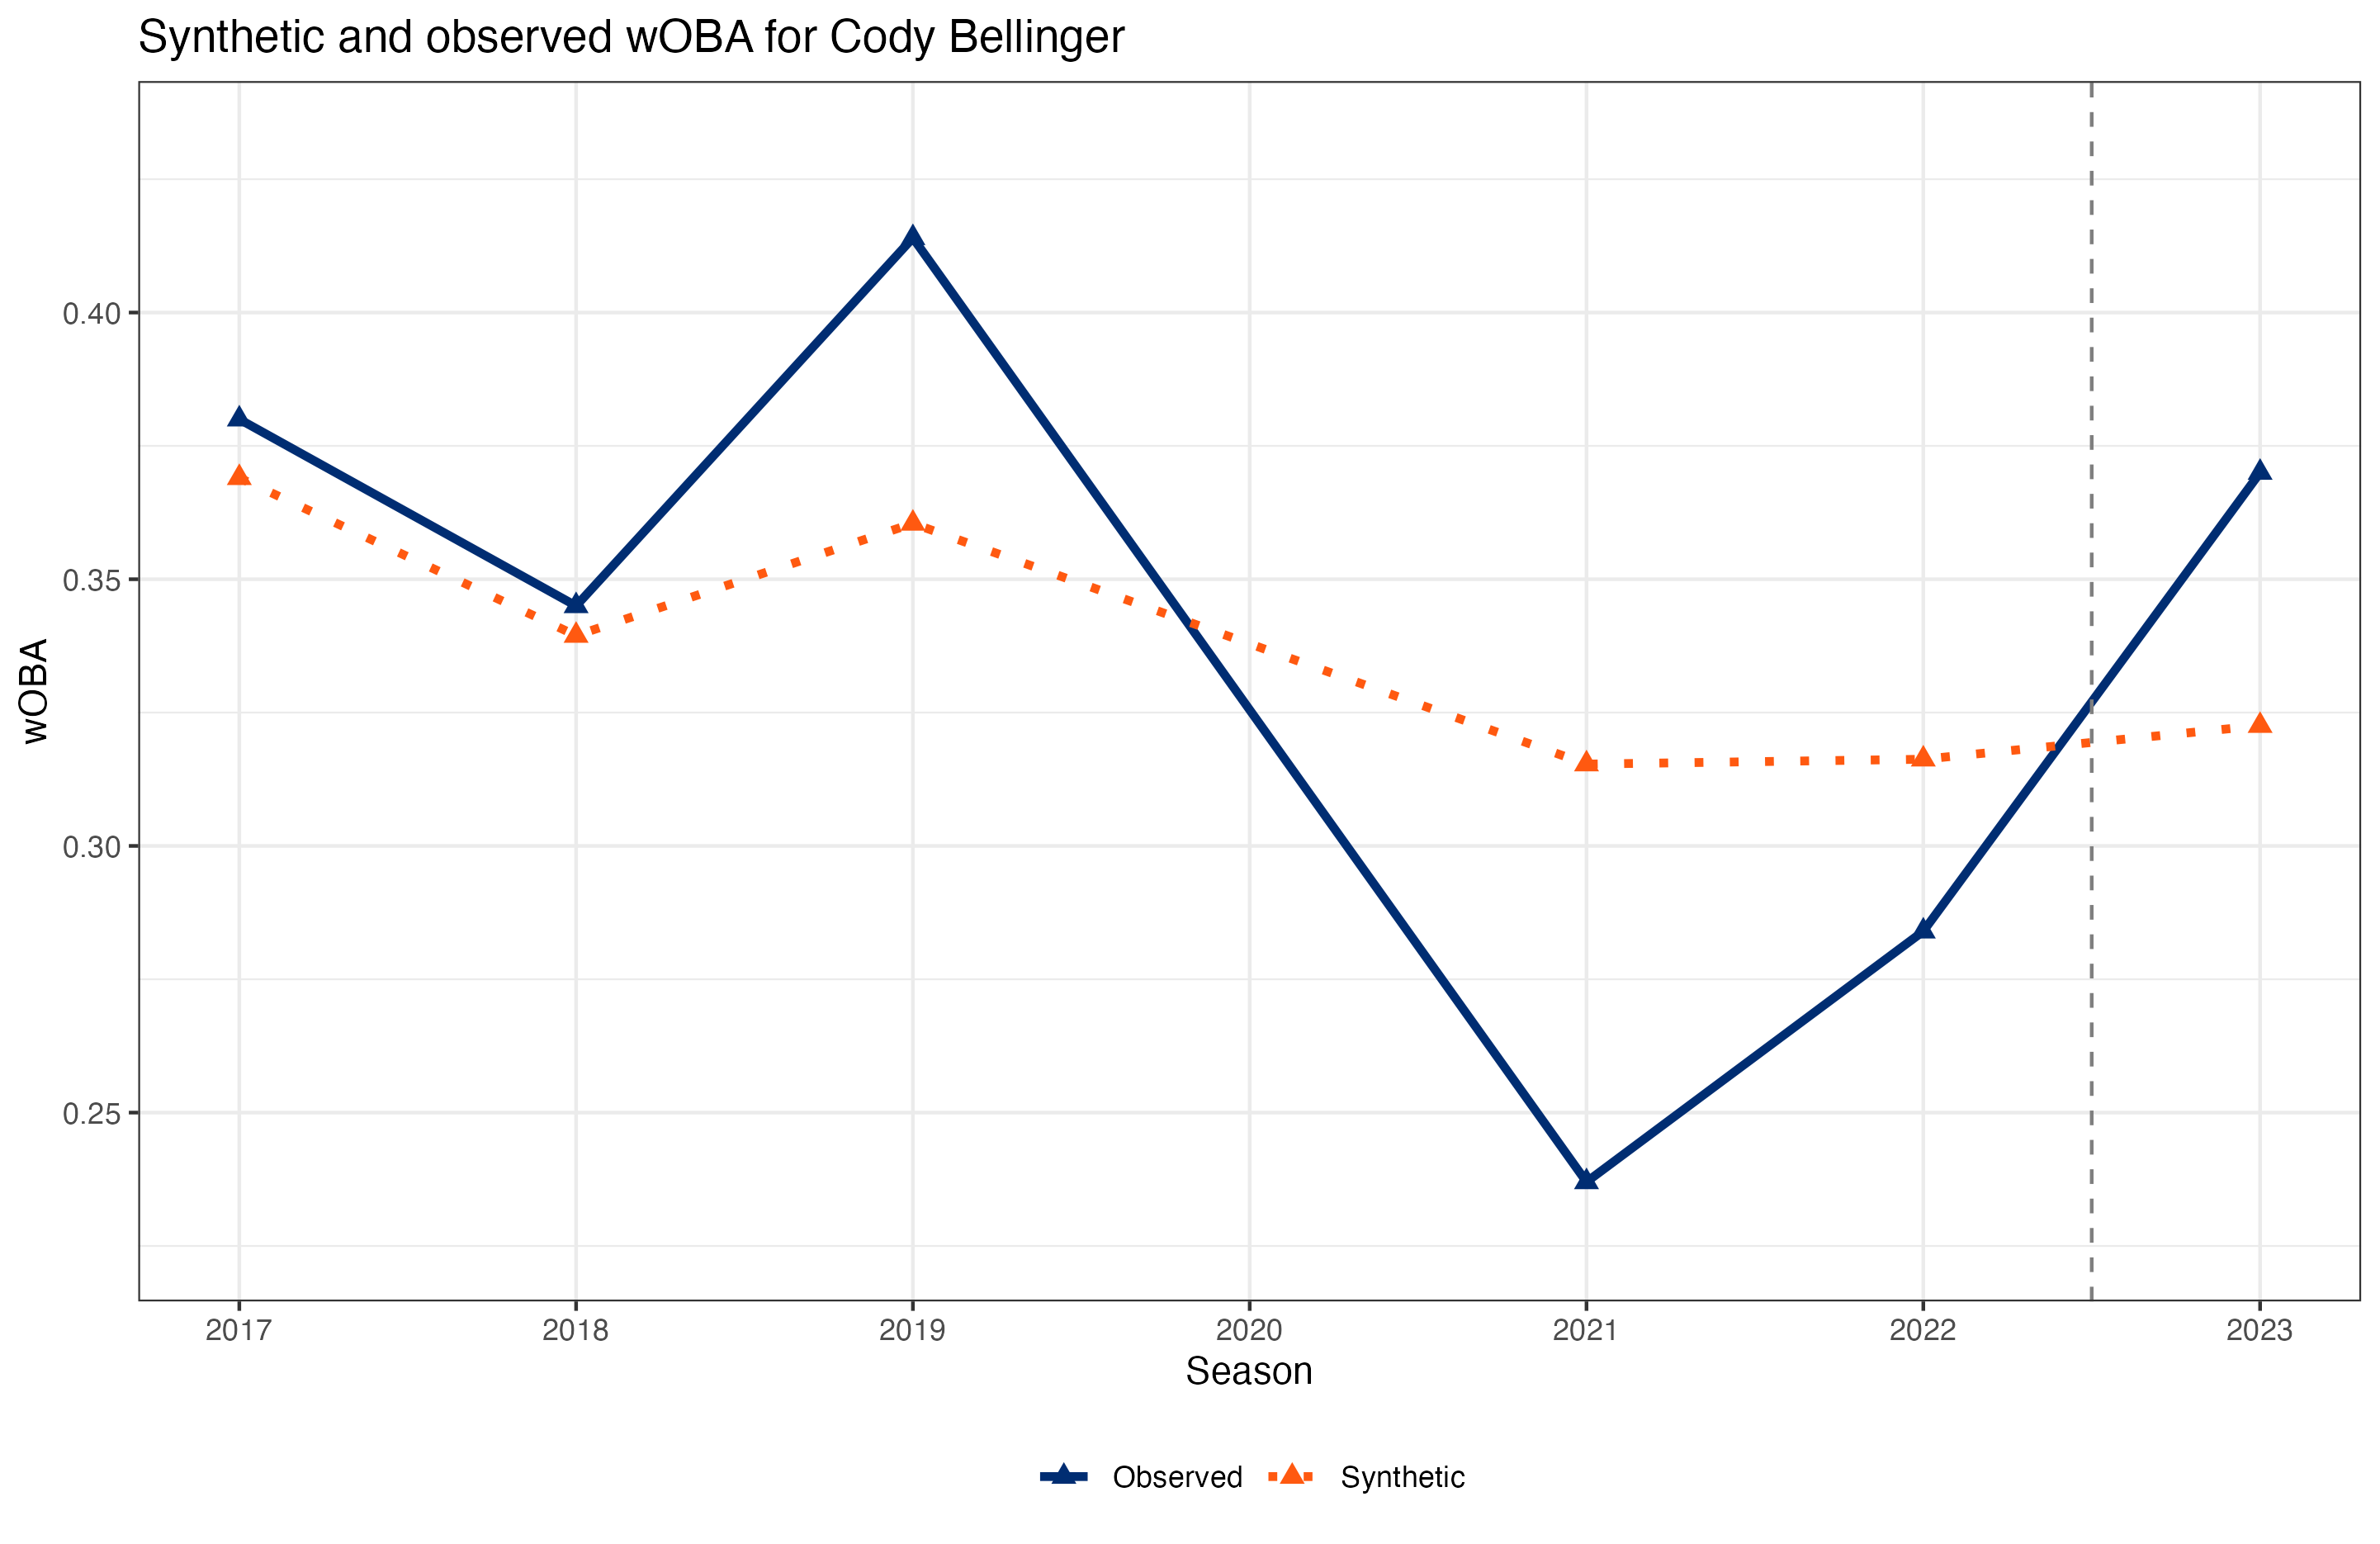 Synthetic and observed wOBA for Cody Bellinger
wOBA
0.40
0.35
0.30
0.25
2017 2018 2019 2020 2021 2022 2023
Season
Observed Synthetic